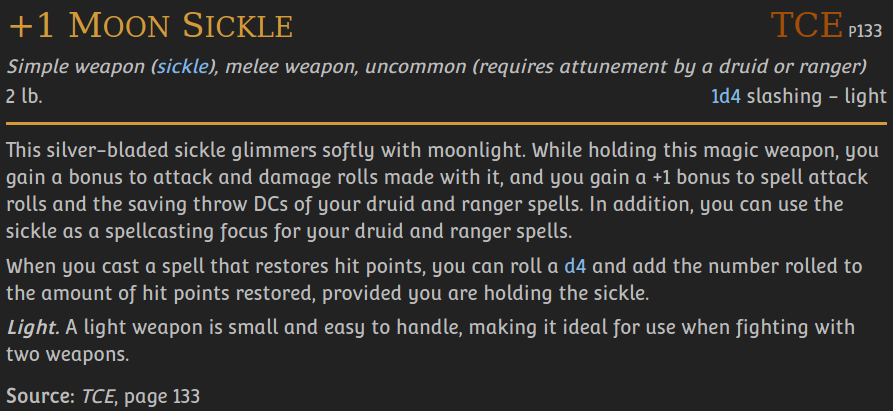 +1 Moon Sickle TCE P133
Simple weapon (sickle), melee weapon, uncommon (requires attunement by a druid or ranger)
2 lb. 1d4 slashing – light
This silver-bladed sickle glimmers softly with moonlight. While holding this magic weapon, you
gain a bonus to attack and damage rolls made with it, and you gain a +1 bonus to spell attack
rolls and the saving throw DCs of your druid and ranger spells. In addition, you can use the
sickle as a spellcasting focus for your druid and ranger spells.
When you cast a spell that restores hit points, you can roll a d4 and add the number rolled to
the amount of hit points restored, provided you are holding the sickle.
Light. A light weapon is small and easy to handle, making it ideal for use when fighting with
two weapons.
Source: TCE, page 133